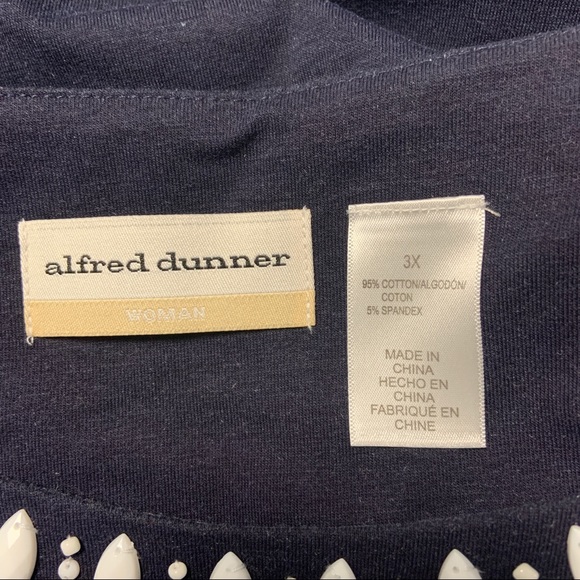 alfred dunner
WOMAN
3X
95% COTTON/ALGODÓN/
COTON
5% SPANDEX
MADE IN
CHINA
HECHO EN
CHINA
FABRIQUÉ EN
CHINE